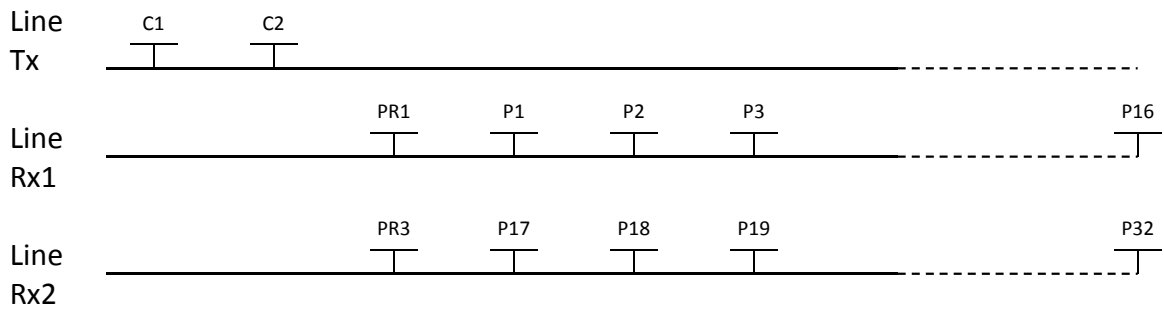 Line
Tx
C1 C2
Line
Rx1
PR1 P1 P2 P3 P16
Line
Rx2
PR3 P17 P18 P19 P32